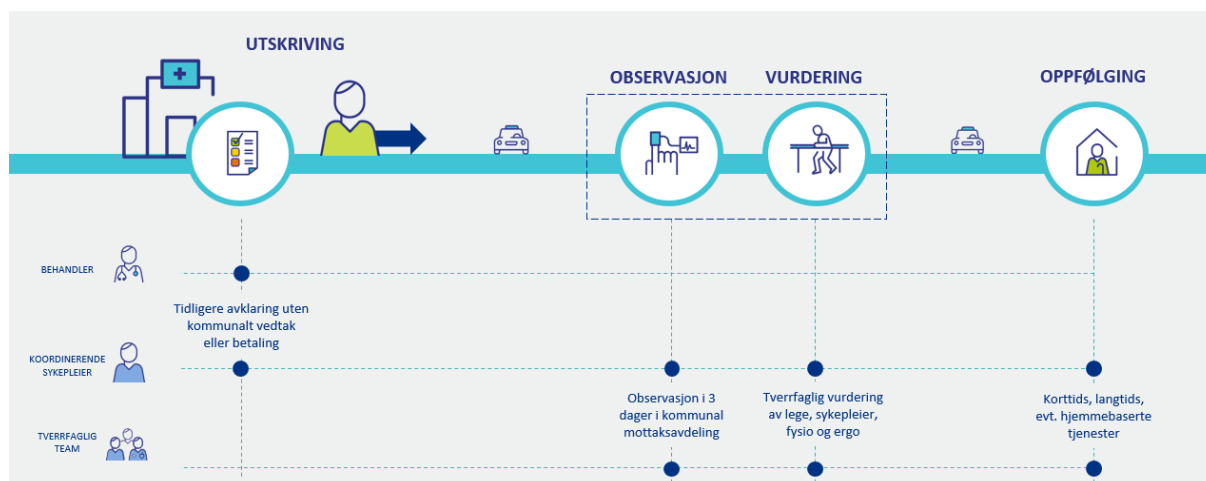 UTSKRIVING
OBSERVASJON
VURDERING
OPPFØLGING
BEHANDLER
Tidligere avklaring uten
kommunalt vedtak
eller betaling
KOORDINERENDE
SYKEPLEIER
Observasjon i 3
dager i kommunal
mottaksavdeling
Tverrfaglig vurdering
av lege, sykepleier,
fysio og ergo
Korttids, langtids,
evt. hjemmebaserte
tjenester
TVERRFAGLIG
TEAM